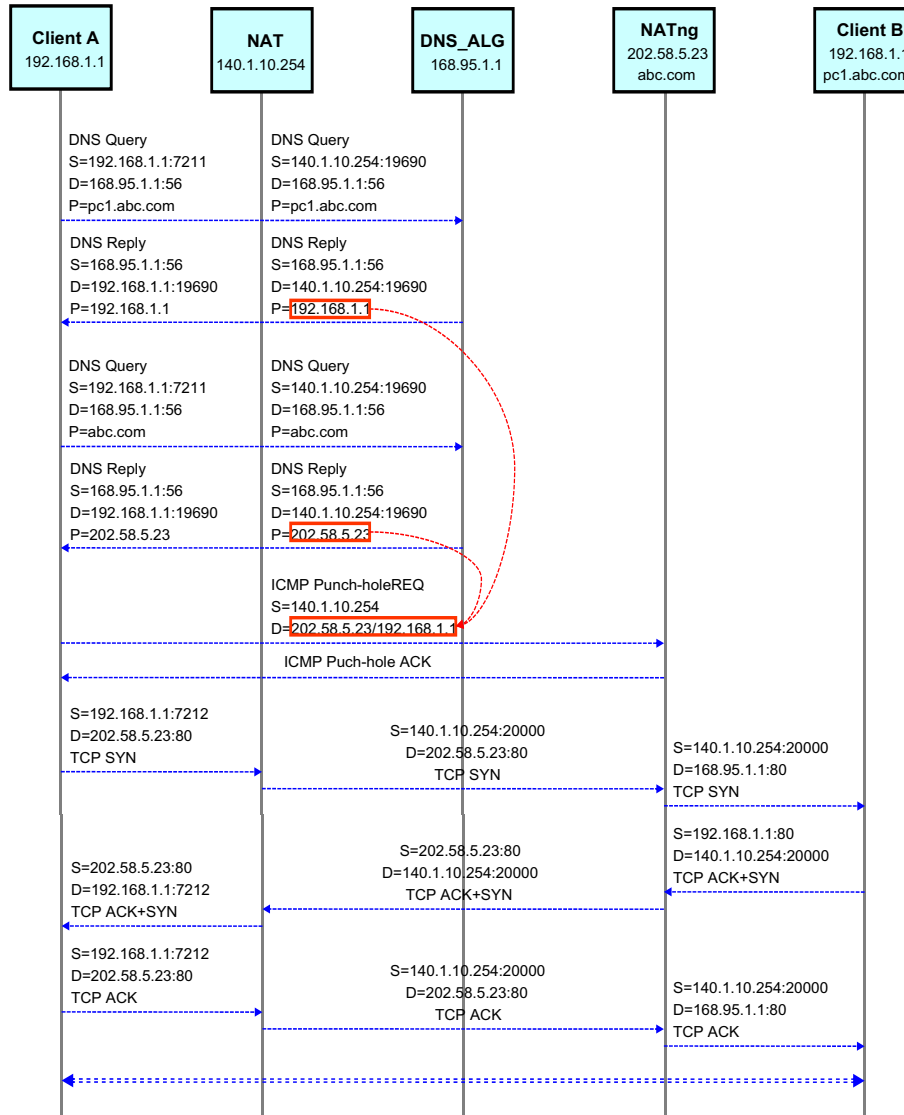 Client A
192.168.1.1
NAT
140.1.10.254
DNS_ALG
168.95.1.1
NATng
202.58.5.23
abc.com
Client B
192.168.1.1
pc1.abc.com
DNS Query
S=192.168.1.1:7211
D=168.95.1.1:56
P=pc1.abc.com
DNS Query
S=140.1.10.254:19690
D=168.95.1.1:56
P=pc1.abc.com
DNS Reply
S=168.95.1.1:56
D=192.168.1.1:19690
P=192.168.1.1
DNS Reply
S=168.95.1.1:56
D=140.1.10.254:19690
P=192.168.1.1
DNS Query
S=192.168.1.1:7211
D=168.95.1.1:56
P=abc.com
DNS Query
S=140.1.10.254:19690
D=168.95.1.1:56
P=abc.com
DNS Reply
S=168.95.1.1:56
D=192.168.1.1:19690
P=202.58.5.23
DNS Reply
S=168.95.1.1:56
D=140.1.10.254:19690
P=202.58.5.23
ICMP Punch-holeREQ
S=140.1.10.254
D=202.58.5.23/192.168.1.1
ICMP Puch-hole ACK
S=192.168.1.1:7212
D=202.58.5.23:80
TCP SYN
S=140.1.10.254:20000
D=202.58.5.23:80
TCP SYN
S=140.1.10.254:20000
D=168.95.1.1:80
TCP SYN
S=192.168.1.1:80
D=140.1.10.254:20000
TCP ACK+SYN
S=202.58.5.23:80
D=140.1.10.254:20000
TCP ACK+SYN
S=202.58.5.23:80
D=192.168.1.1:7212
TCP ACK+SYN
S=192.168.1.1:7212
D=202.58.5.23:80
TCP ACK
S=140.1.10.254:20000
D=202.58.5.23:80
TCP ACK
S=140.1.10.254:20000
D=168.95.1.1:80
TCP ACK